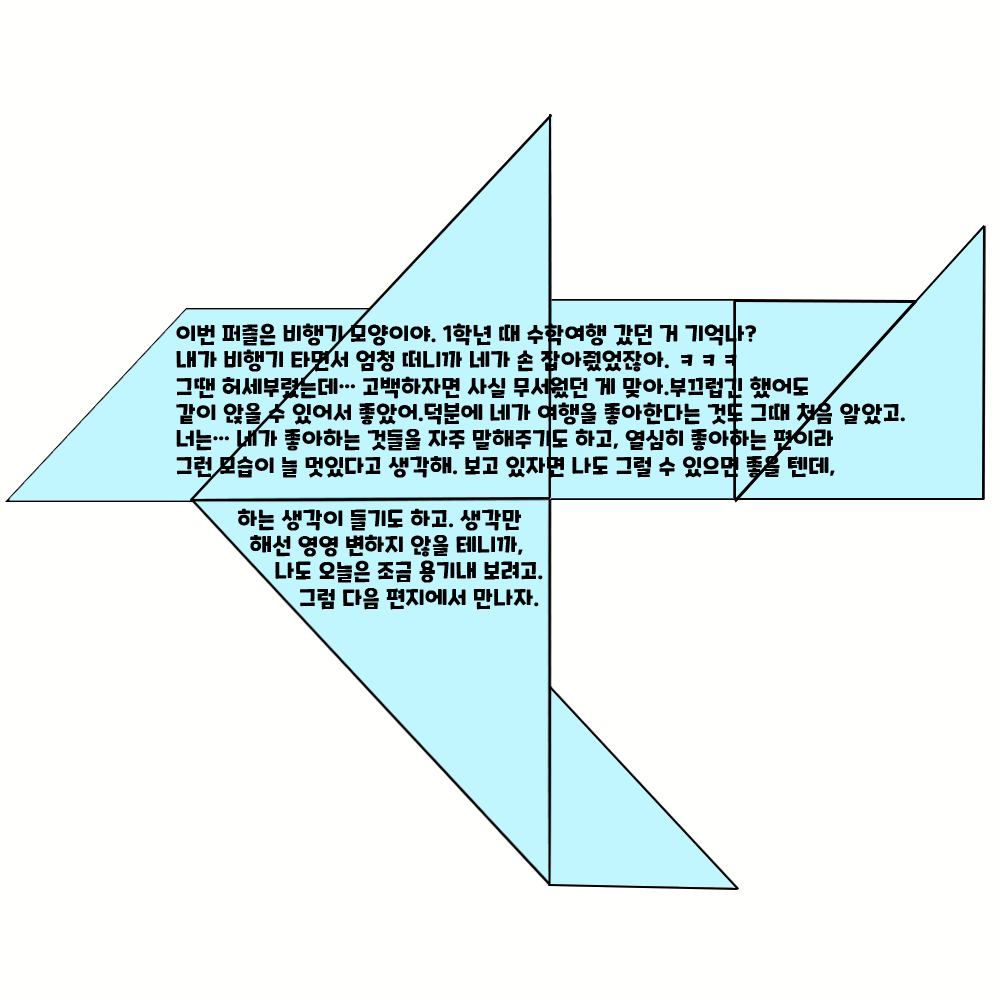 이번 퍼즐은 비행기 모양이야. 1학년 때 수학여행 갔던 거 기억나?
내가 비행기 타면서 엄청 떠니까 네가 손 잡아줬었잖아. ㅋ ㅋ ㅋ
그땐 허세부렸는데… 고백하자면 사실 무서웠던 게 맞아.부끄럽긴 했어도
같이 앉을 수 있어서 좋았어.덕분에 네가 여행을 좋아한다는 것도 그때 처음 알았고.
너는… 네가 좋아하는 것들을 자주 말해주기도 하고, 열심히 좋아하는 편이라
그런 모습이 늘 멋있다고 생각해. 보고 있자면 나도 그럴 수 있으면 좋을 텐데,
하는 생각이 들기도 하고. 생각만
해선 영영 변하지 않을 테니까,
나도 오늘은 조금 용기내 보려고.
그럼 다음 편지에서 만나자.